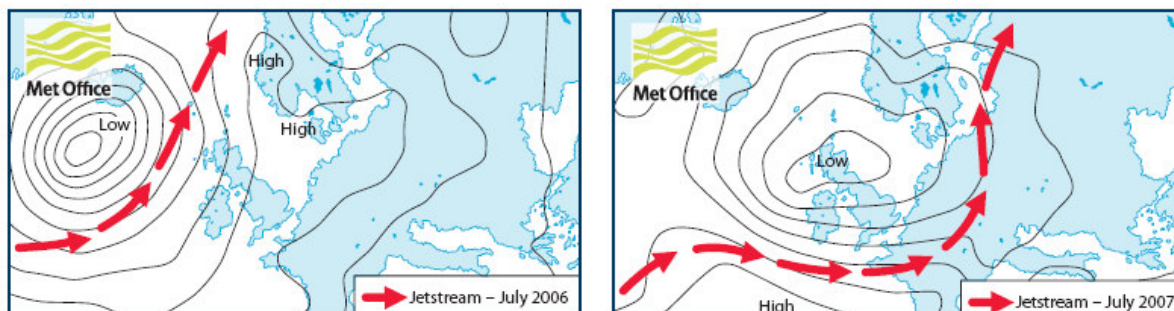 Met Office
Low
High
High
Jetstream – July 2006
Met Office
Low
High
Jetstream – July 2007